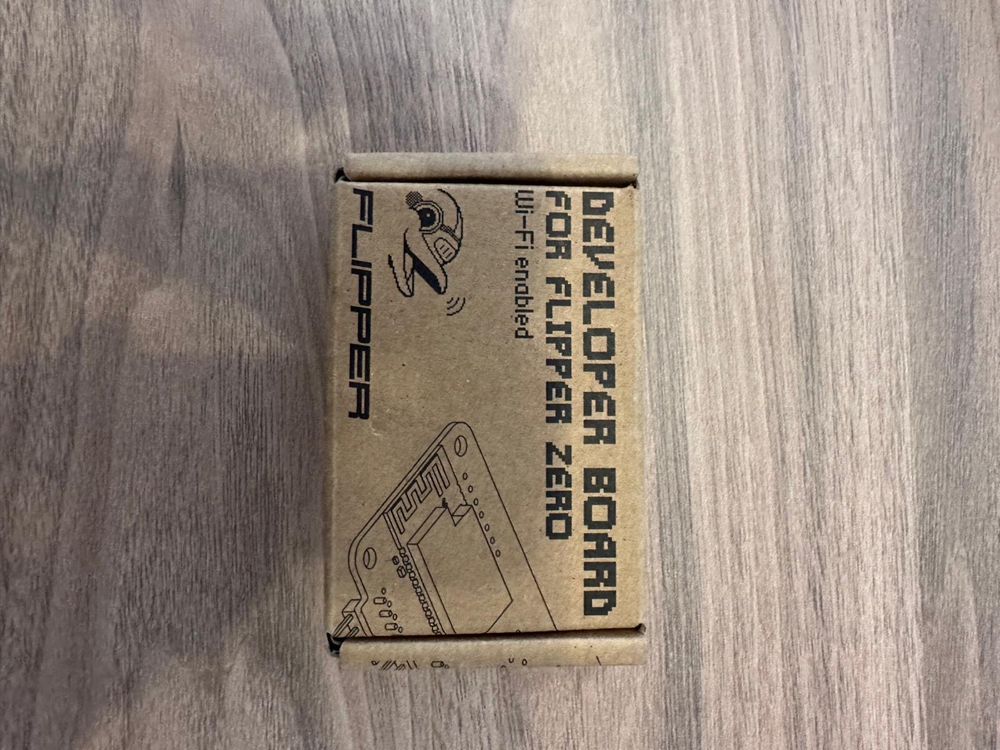 DEVELOPER BOARD
FOR FLIPPER ZERO
Wi-Fi enabled
FLIPPER